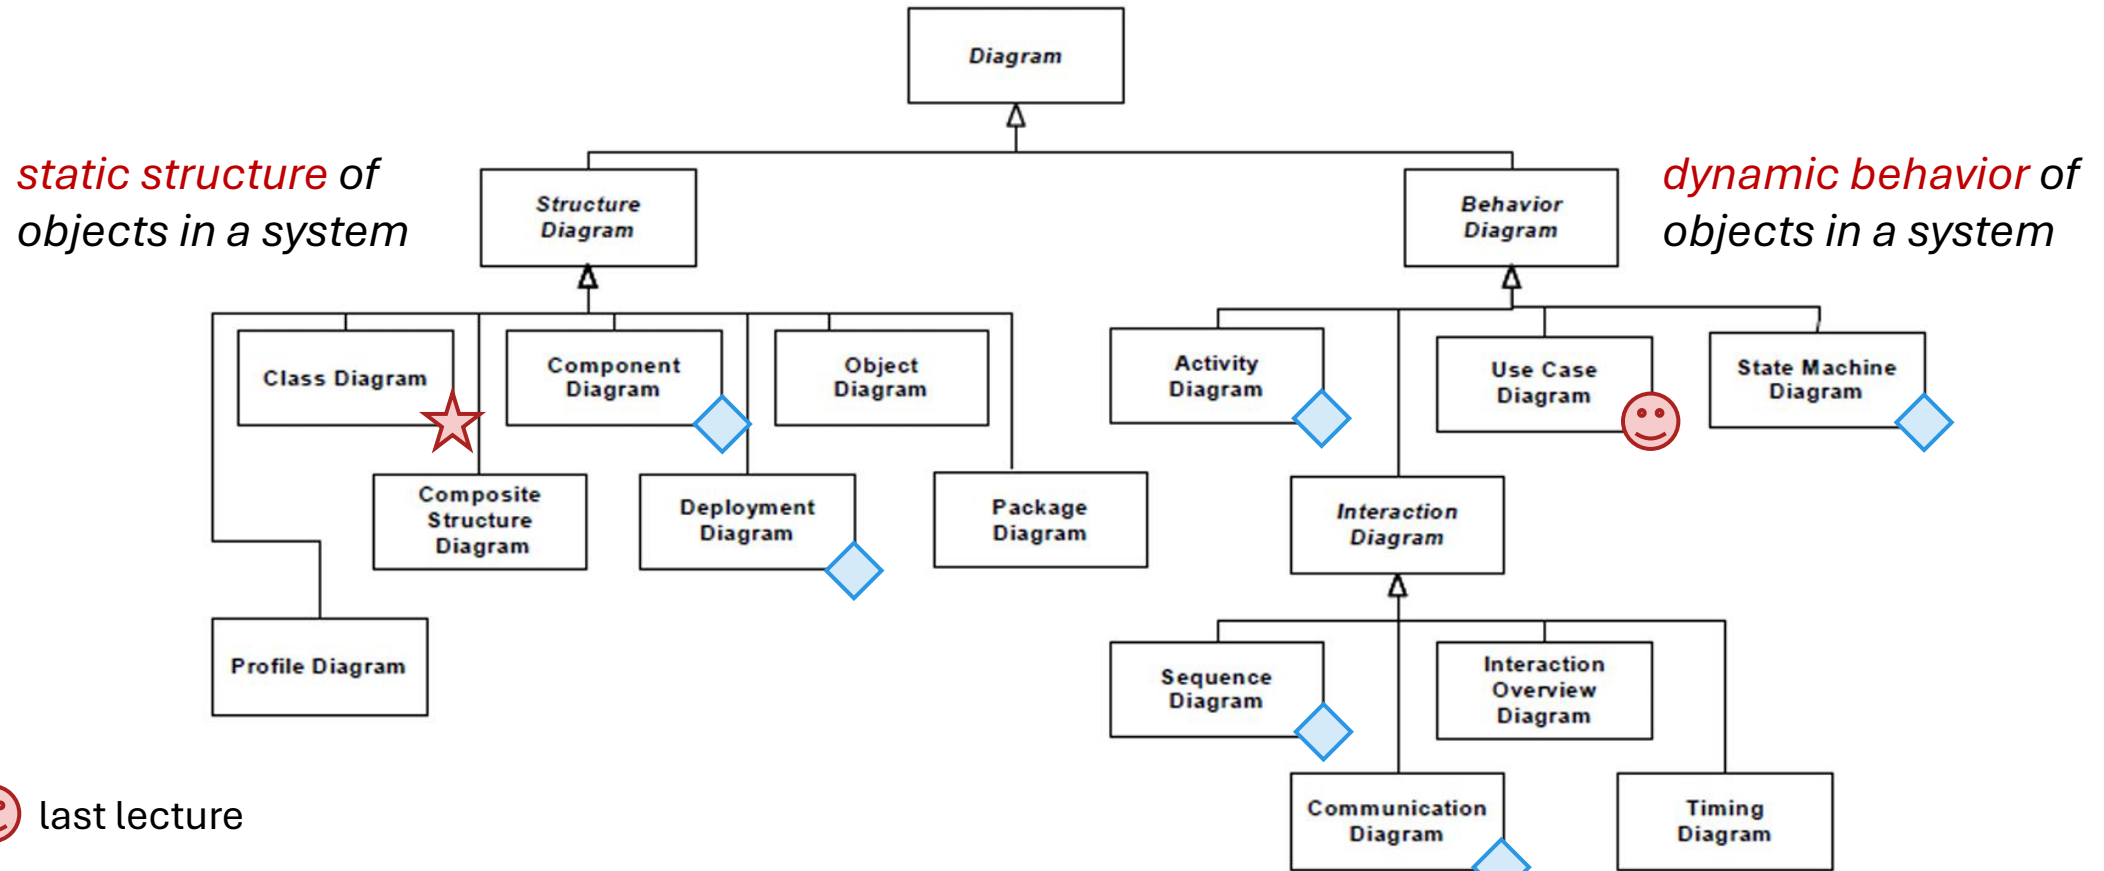 Diagram
static structure of
objects in a system
Structure
Diagram
Behavior
Diagram
dynamic behavior of
objects in a system
Class Diagram
Component
Diagram
Object
Diagram
Activity
Diagram
Use Case
Diagram
State Machine
Diagram
Composite
Structure
Diagram
Deployment
Diagram
Package
Diagram
Interaction
Diagram
Profile Diagram
Sequence
Diagram
Interaction
Overview
Diagram
last lecture
Communication
Diagram
Timing
Diagram